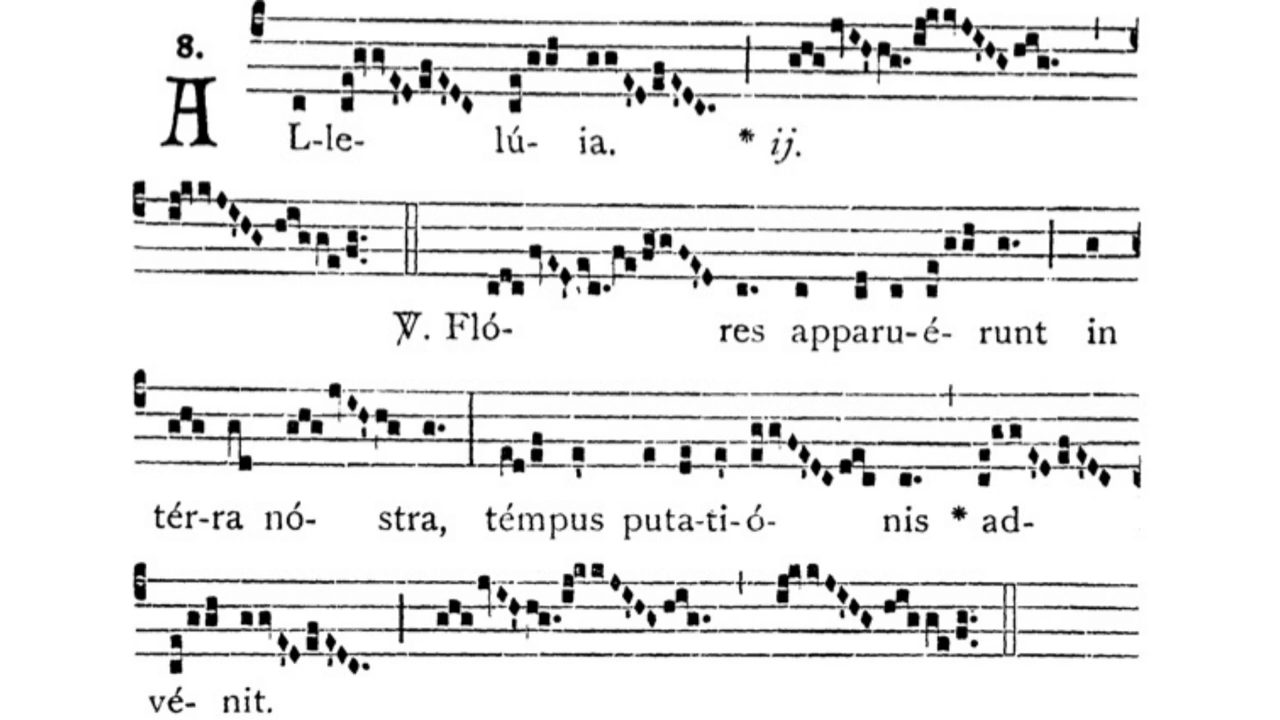 8.
AL-le- lú- ia. * ij.
℣. Fló- res apparu-é- runt in
tér-ra nó- stra, témpus puta-ti-ó- nis * ad-
vé- nit.